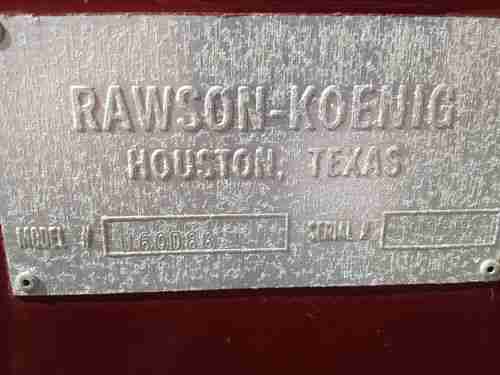 RAWSON-KOENIG
HOUSTON, TEXAS
MODEL # SERIAL #